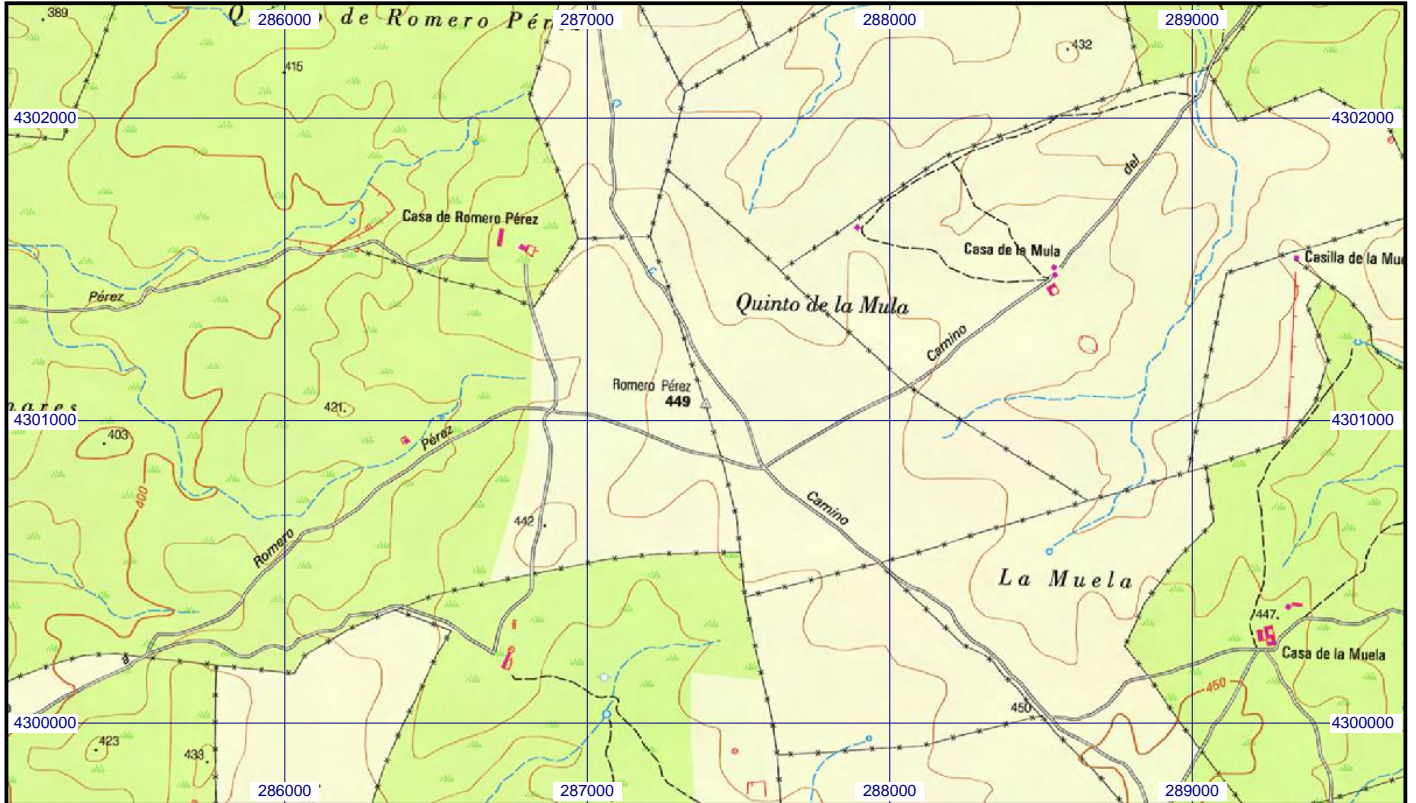 286000
287000
288000
289000
389
de Romero
432
415
4302000
4302000
del
Casa de Romero Pérez
Casa de la Mula
Casilla de la Mue
Pérez
Quinto de la Mula
Camino
Romero Pérez
449
421
nares
4301000
4301000
403
Pérez
400
Camino
442
Romero
La Muela
447
Casa de la Muela
450
450
4300000
4300000
423
433
286000
287000
288000
289000